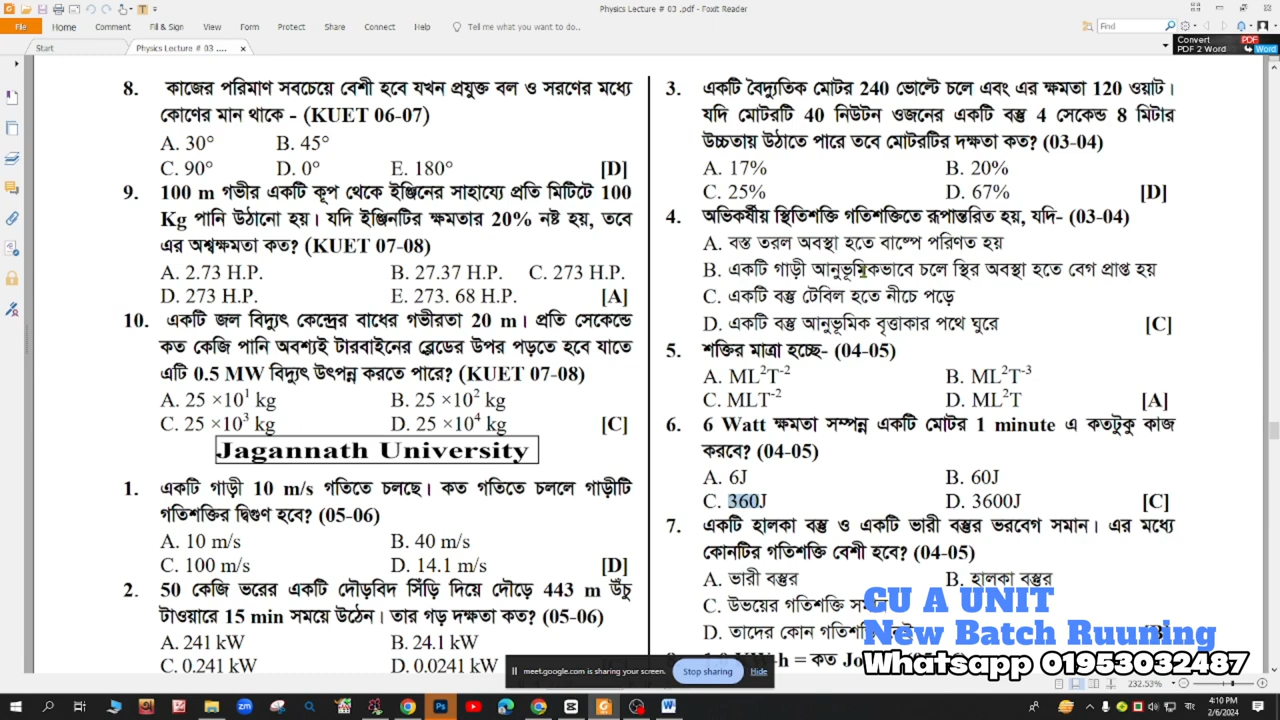 Physics Lecture # 03 .pdf - Foxit Reader
File Home Comment Fill & Sign View Form Protect Share Connect Help Tell me what you want to do.. Find
Start Physics Lecture # 03 .... ×
Convert PDF
PDF 2 Word Word
8. কাজের পরিমাণ সবচেয়ে বেশী হবে যখন প্রযুক্ত বল ও সরণের মধ্যে
কোণের মান থাকে - (KUET 06-07)
A. 30° B. 45°
C. 90° D. 0° E. 180° [D]
9. 100 m গভীর একটি কূপ থেকে ইঞ্জিনের সাহায্যে প্রতি মিটিটে 100
Kg পানি উঠানো হয়। যদি ইঞ্জিনটির ক্ষমতার 20% নষ্ট হয়, তবে
এর অশ্বক্ষমতা কত? (KUET 07-08)
A. 2.73 H.P. B. 27.37 H.P. C. 273 H.P.
D. 273 H.P. E. 273. 68 H.P. [A]
10. একটি জল বিদ্যুৎ কেন্দ্রের বাধের গভীরতা 20 m। প্রতি সেকেন্ডে
কত কেজি পানি অবশ্যই টারবাইনের ব্লেডের উপর পড়তে হবে যাতে
এটি 0.5 MW বিদ্যুৎ উৎপন্ন করতে পারে? (KUET 07-08)
A. 25 ×10¹ kg B. 25 ×10² kg
C. 25 ×10³ kg D. 25 ×10⁴ kg [C]
Jagannath University
1. একটি গাড়ী 10 m/s গতিতে চলছে। কত গতিতে চললে গাড়ীটি
গতিশক্তির দ্বিগুণ হবে? (05-06)
A. 10 m/s B. 40 m/s
C. 100 m/s D. 14.1 m/s [D]
2. 50 কেজি ভরের একটি দৌড়বিদ সিঁড়ি দিয়ে দৌড়ে 443 m উঁচু
টাওয়ারে 15 min সময়ে উঠেন। তার গড় দক্ষতা কত? (05-06)
A. 241 kW B. 24.1 kW
C. 0.241 kW D. 0.0241 kW
3. একটি বৈদ্যুতিক মোটর 240 ভোল্টে চলে এবং এর ক্ষমতা 120 ওয়াট।
যদি মোটরটি 40 নিউটন ওজনের একটি বস্তু 4 সেকেন্ড 8 মিটার
উচ্চতায় উঠাতে পারে তবে মোটরটির দক্ষতা কত? (03-04)
A. 17% B. 20%
C. 25% D. 67% [D]
4. অভিকর্ষীয় স্থিতিশক্তি গতিশক্তিতে রূপান্তরিত হয়, যদি- (03-04)
A. বস্ত তরল অবস্থা হতে বাষ্পে পরিণত হয়
B. একটি গাড়ী আনুভূমিকভাবে চলে স্থির অবস্থা হতে বেগ প্রাপ্ত হয়
C. একটি বস্তু টেবিল হতে নীচে পড়ে
D. একটি বস্তু আনুভূমিক বৃত্তাকার পথে ঘুরে [C]
5. শক্তির মাত্রা হচ্ছে- (04-05)
A. ML²T⁻² B. ML²T⁻³
C. MLT⁻² D. ML²T [A]
6. 6 Watt ক্ষমতা সম্পন্ন একটি মোটর 1 minute এ কতটুকু কাজ
করবে? (04-05)
A. 6J B. 60J
C. 360J D. 3600J [C]
7. একটি হালকা বস্তু ও একটি ভারী বস্তুর ভরবেগ সমান। এর মধ্যে
কোনটির গতিশক্তি বেশী হবে? (04-05)
A. ভারী বস্তুর B. হালকা বস্তুর
C. উভয়ের গতিশক্তি
D. তাদের কোন
GU A UNIT
New Batch Ruuning
Whatsapp 01953032487
meet.google.com is sharing your screen. Stop sharing Hide
232.53%
4:10 PM
2/6/2024